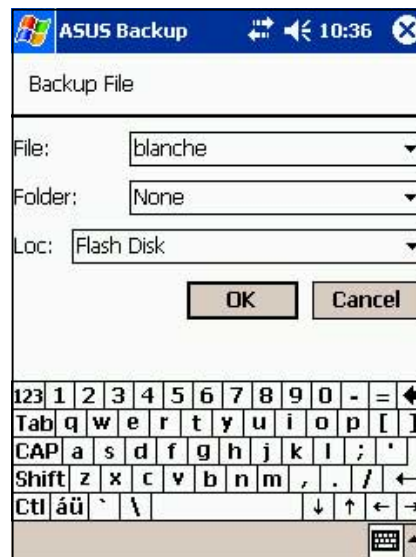 ASUS Backup 10:36
Backup File
File: blanche
Folder: None
Loc: Flash Disk
OK Cancel
123 1 2 3 4 5 6 7 8 9 0 - = 
Tab q w e r t y u i o p [ ]
CAP a s d f g h j k l ; '
Shift z x c v b n m , . / ←
Ctl áü ` \ ↓ ↑ ← →